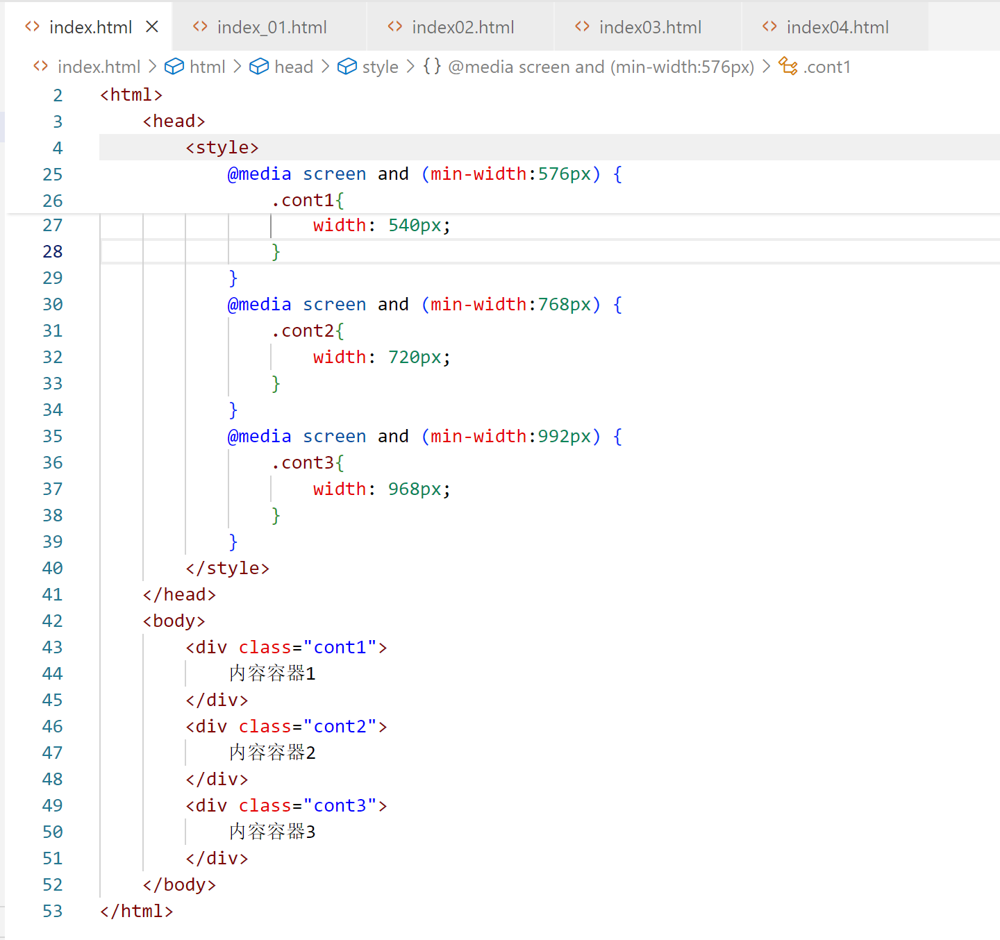 index.html index_01.html index02.html index03.html index04.html
index.html > html > head > style > {} @media screen and (min-width:576px) > .cont1
2 <html>
3 <head>
4 <style>
25 @media screen and (min-width:576px) {
26 .cont1{
27 width: 540px;
28 }
29 }
30 @media screen and (min-width:768px) {
31 .cont2{
32 width: 720px;
33 }
34 }
35 @media screen and (min-width:992px) {
36 .cont3{
37 width: 968px;
38 }
39 }
40 </style>
41 </head>
42 <body>
43 <div class="cont1">
44 内容容器1
45 </div>
46 <div class="cont2">
47 内容容器2
48 </div>
49 <div class="cont3">
50 内容容器3
51 </div>
52 </body>
53 </html>